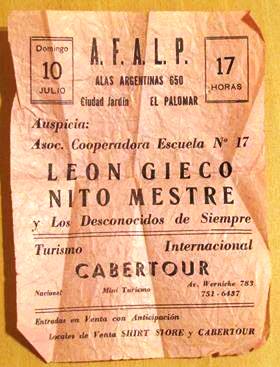 Domingo
10
JULIO
A. F. A. L. P.
ALAS ARGENTINAS 650
Ciudad Jardín EL PALOMAR
17
HORAS
Auspicia:
Asoc. Cooperadora Escuela Nº 17
LEON GIECO
NITO MESTRE
y Los Desconocidos de Siempre
Turismo Internacional
CABERTOUR
Nacional Mini Turismo Av. Wernicke 783
751-6437
Entradas en Venta con Anticipación
Locales de Venta SHIRT STORE y CABERTOUR